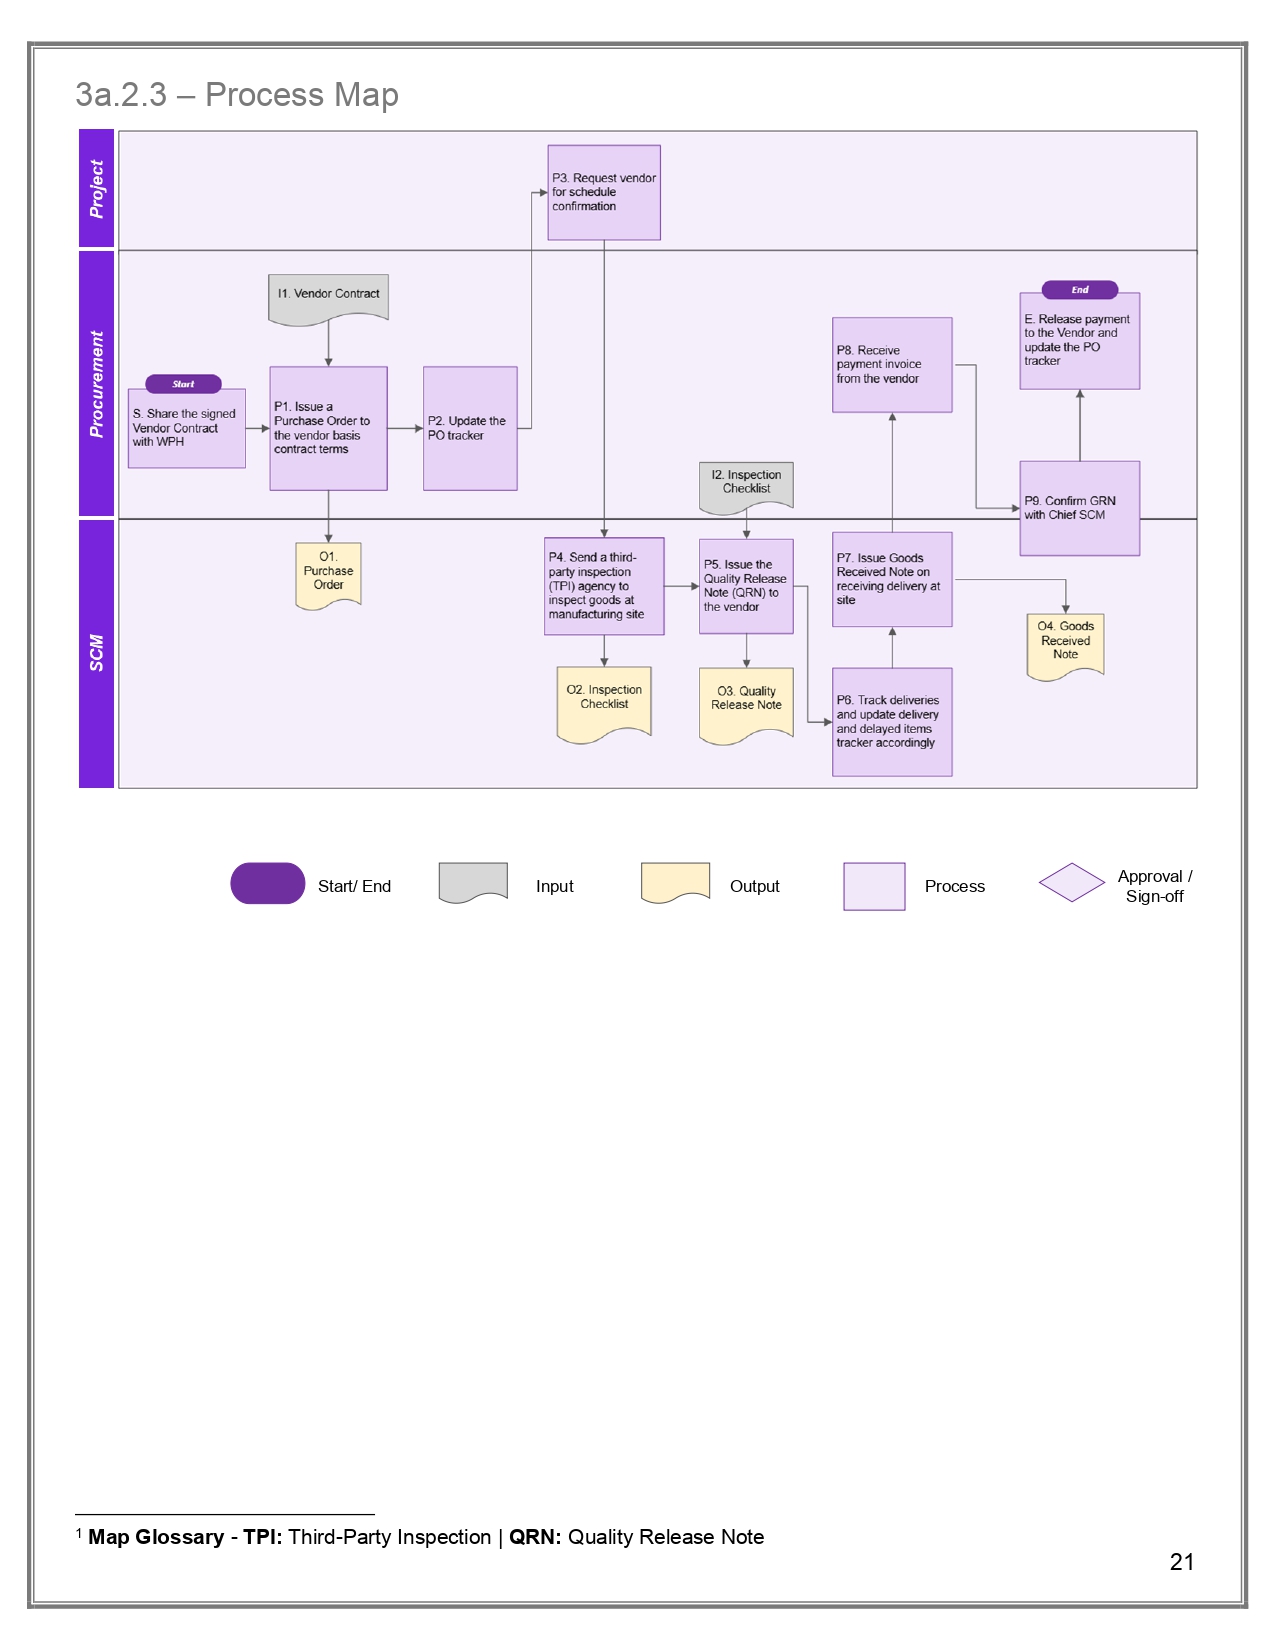 3a.2.3 – Process Map
Project
P3. Request vendor
for schedule
confirmation
Procurement
I1. Vendor Contract
Start
S. Share the signed
Vendor Contract
with WPH
P1. Issue a
Purchase Order to
the vendor basis
contract terms
P2. Update the
PO tracker
I2. Inspection
Checklist
P8. Receive
payment invoice
from the vendor
End
E. Release payment
to the Vendor and
update the PO
tracker
P9. Confirm GRN
with Chief SCM
SCM
O1.
Purchase
Order
P4. Send a third-
party inspection
(TPI) agency to
inspect goods at
manufacturing site
P5. Issue the
Quality Release
Note (QRN) to
the vendor
P7. Issue Goods
Received Note on
receiving delivery at
site
O4. Goods
Received
Note
O2. Inspection
Checklist
O3. Quality
Release Note
P6. Track deliveries
and update delivery
and delayed items
tracker accordingly
Start/ End
Input
Output
Process
Approval /
Sign-off
1 Map Glossary - TPI: Third-Party Inspection | QRN: Quality Release Note
21